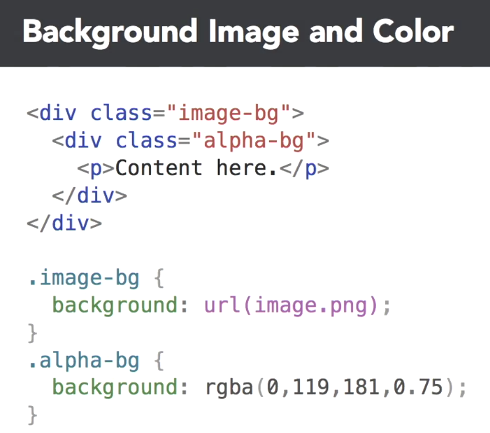 Background Image and Color
<div class="image-bg">
<div class="alpha-bg">
<p>Content here.</p>
</div>
</div>
.image-bg {
background: url(image.png);
}
.alpha-bg {
background: rgba(0,119,181,0.75);
}